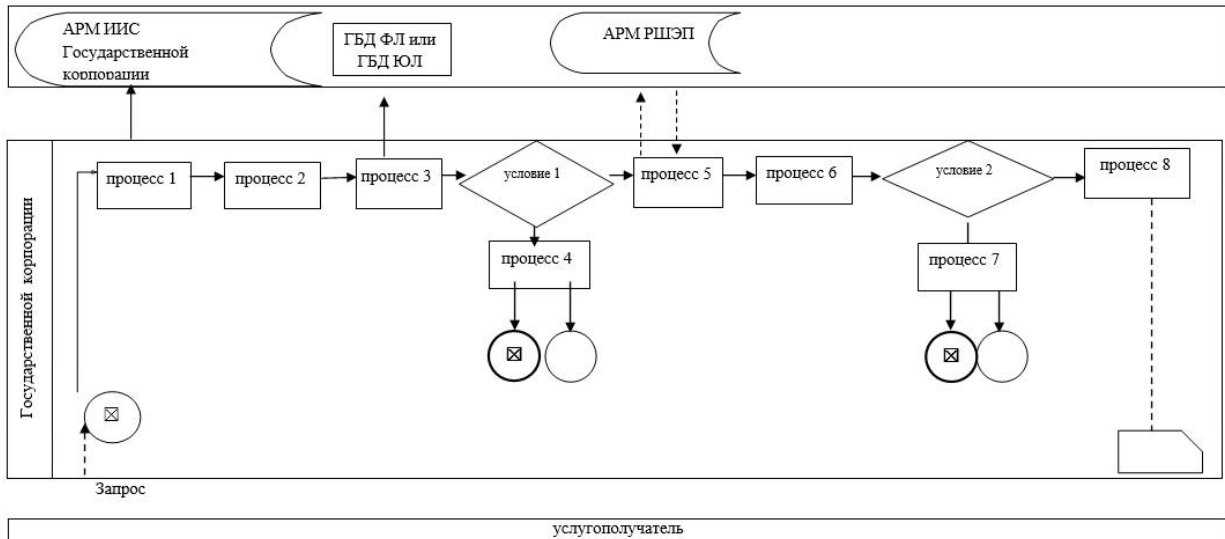 АРМ ИИС
Государственной
корпорации
ГБД ФЛ или
ГБД ЮЛ
АРМ РШЭП
Государственной корпорации
процесс 1
процесс 2
процесс 3
условие 1
процесс 5
процесс 6
условие 2
процесс 8
процесс 4
процесс 7
Запрос
услугополучатель